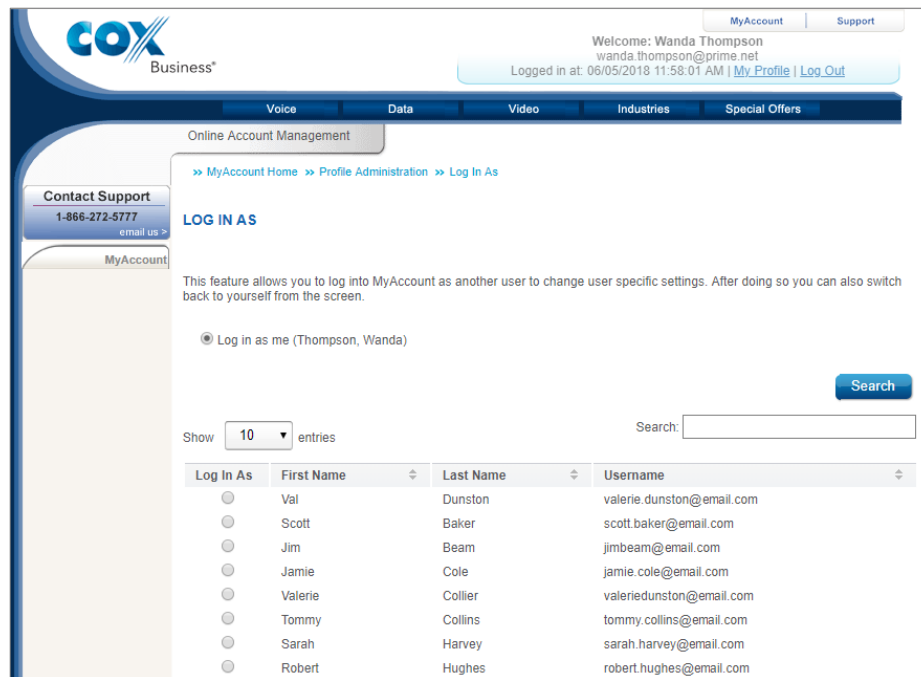 MyAccount Support
COX
Business®
Welcome: Wanda Thompson
wanda.thompson@prime.net
Logged in at: 06/05/2018 11:58:01 AM | My Profile | Log Out
Voice Data Video Industries Special Offers
Online Account Management
» MyAccount Home » Profile Administration » Log In As
Contact Support
1-866-272-5777
email us >
MyAccount
LOG IN AS
This feature allows you to log into MyAccount as another user to change user specific settings. After doing so you can also switch
back to yourself from the screen.
Log in as me (Thompson, Wanda)
Search
Show 10 entries
Search:
Log In As First Name Last Name Username
Val Dunston valerie.dunston@email.com
Scott Baker scott.baker@email.com
Jim Beam jimbeam@email.com
Jamie Cole jamie.cole@email.com
Valerie Collier valeriedunston@email.com
Tommy Collins tommy.collins@email.com
Sarah Harvey sarah.harvey@email.com
Robert Hughes robert.hughes@email.com